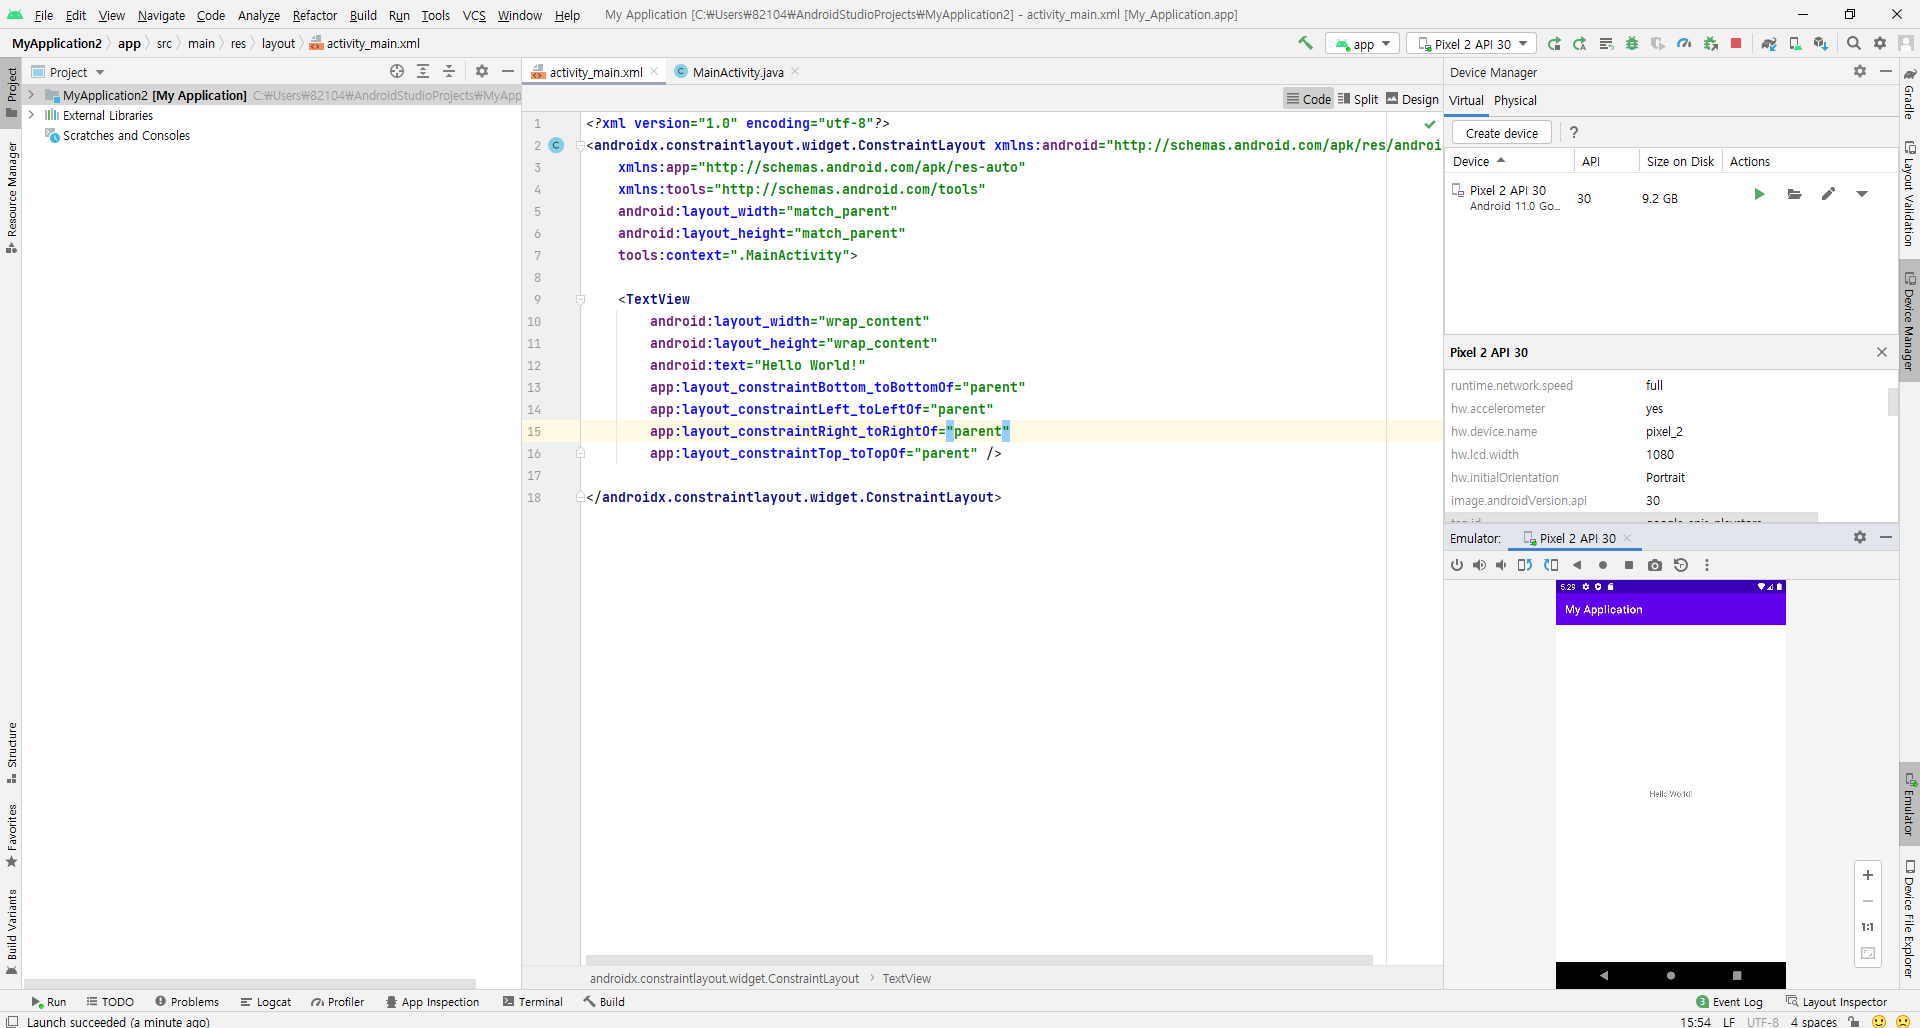 File Edit View Navigate Code Analyze Refactor Build Run Tools VCS Window Help My Application [C:₩Users₩82104₩AndroidStudioProjects₩MyApplication2] - activity_main.xml [My_Application.app]
MyApplication2 app src main res layout activity_main.xml
app Pixel 2 API 30
Project
MyApplication2 [My Application] C:₩Users₩82104₩AndroidStudioProjects₩MyApp
External Libraries
Scratches and Consoles
Project
Resource Manager
Structure
Favorites
Build Variants
activity_main.xml MainActivity.java
Code Split Design
1 <?xml version="1.0" encoding="utf-8"?>
2 <androidx.constraintlayout.widget.ConstraintLayout xmlns:android="http://schemas.android.com/apk/res/androi
3 xmlns:app="http://schemas.android.com/apk/res-auto"
4 xmlns:tools="http://schemas.android.com/tools"
5 android:layout_width="match_parent"
6 android:layout_height="match_parent"
7 tools:context=".MainActivity">
8
9 <TextView
10 android:layout_width="wrap_content"
11 android:layout_height="wrap_content"
12 android:text="Hello World!"
13 app:layout_constraintBottom_toBottomOf="parent"
14 app:layout_constraintLeft_toLeftOf="parent"
15 app:layout_constraintRight_toRightOf="parent"
16 app:layout_constraintTop_toTopOf="parent" />
17
18 </androidx.constraintlayout.widget.ConstraintLayout>
androidx.constraintlayout.widget.ConstraintLayout TextView
Device Manager
Virtual Physical
Create device ?
Device API Size on Disk Actions
Pixel 2 API 30
Android 11.0 Go... 30 9.2 GB
Pixel 2 API 30
runtime.network.speed full
hw.accelerometer yes
hw.device.name pixel_2
hw.lcd.width 1080
hw.initialOrientation Portrait
image.androidVersion.api 30
tag.id google_apis_playstore
Emulator: Pixel 2 API 30
5:29
My Application
Hello World!
1:1
Gradle
Layout Validation
Device Manager
Emulator
Device File Explorer
Run TODO Problems Logcat Profiler App Inspection Terminal Build 3 Event Log Layout Inspector
Launch succeeded (a minute ago) 15:54 LF UTF-8 4 spaces